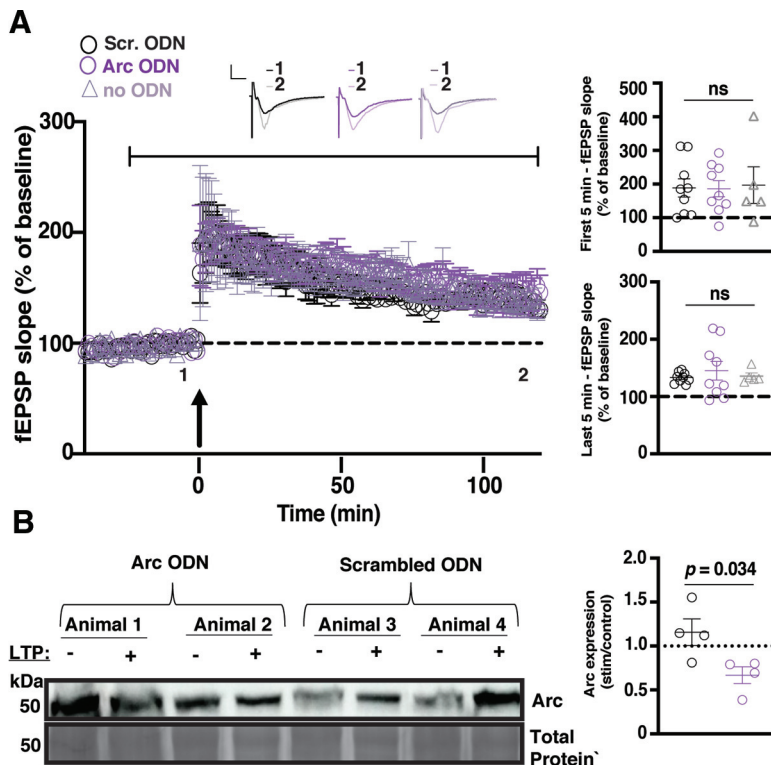 A
Scr. ODN
Arc ODN
no ODN
1
2
1
2
1
2
300
200
100
0
fEPSP slope (% of baseline)
1
2
0
50
100
Time (min)
500
400
300
200
100
0
First 5 min - fEPSP slope
(% of baseline)
ns
300
200
100
0
Last 5 min - fEPSP slope
(% of baseline)
ns
B
Arc ODN
Scrambled ODN
Animal 1
Animal 2
Animal 3
Animal 4
LTP: - + - + - + - +
kDa
50
Arc
50
Total
Protein`
2.0
1.5
1.0
0.5
0
Arc expression
(stim/control)
p = 0.034